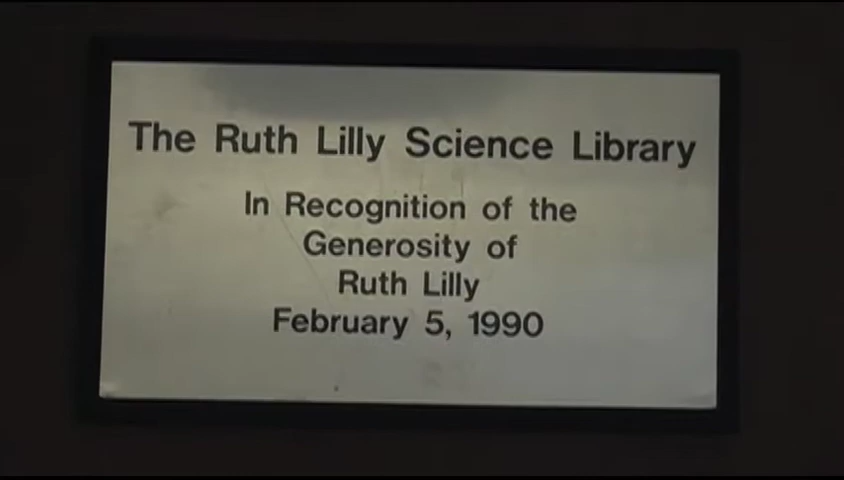 The Ruth Lilly Science Library
In Recognition of the
Generosity of
Ruth Lilly
February 5, 1990